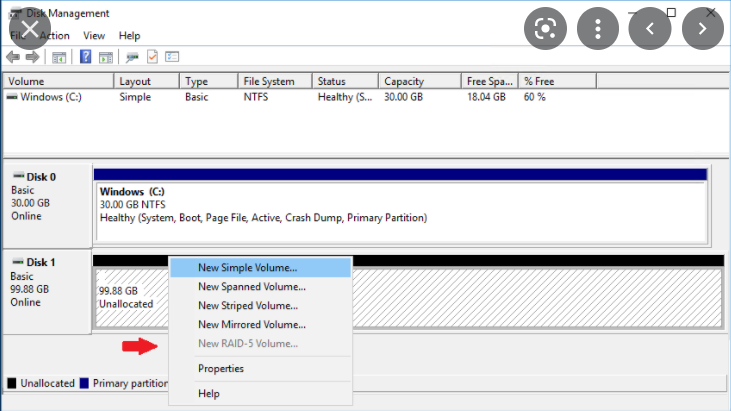 Disk Management
File Action View Help
Volume Layout Type File System Status Capacity Free Spa... % Free
Windows (C:) Simple Basic NTFS Healthy (S... 30.00 GB 18.04 GB 60 %
Disk 0
Basic
30.00 GB
Online
Windows (C:)
30.00 GB NTFS
Healthy (System, Boot, Page File, Active, Crash Dump, Primary Partition)
Disk 1
Basic
99.88 GB
Online
99.88 GB
Unallocated
New Simple Volume...
New Spanned Volume...
New Striped Volume...
New Mirrored Volume...
New RAID-5 Volume...
Properties
Help
Unallocated Primary partition